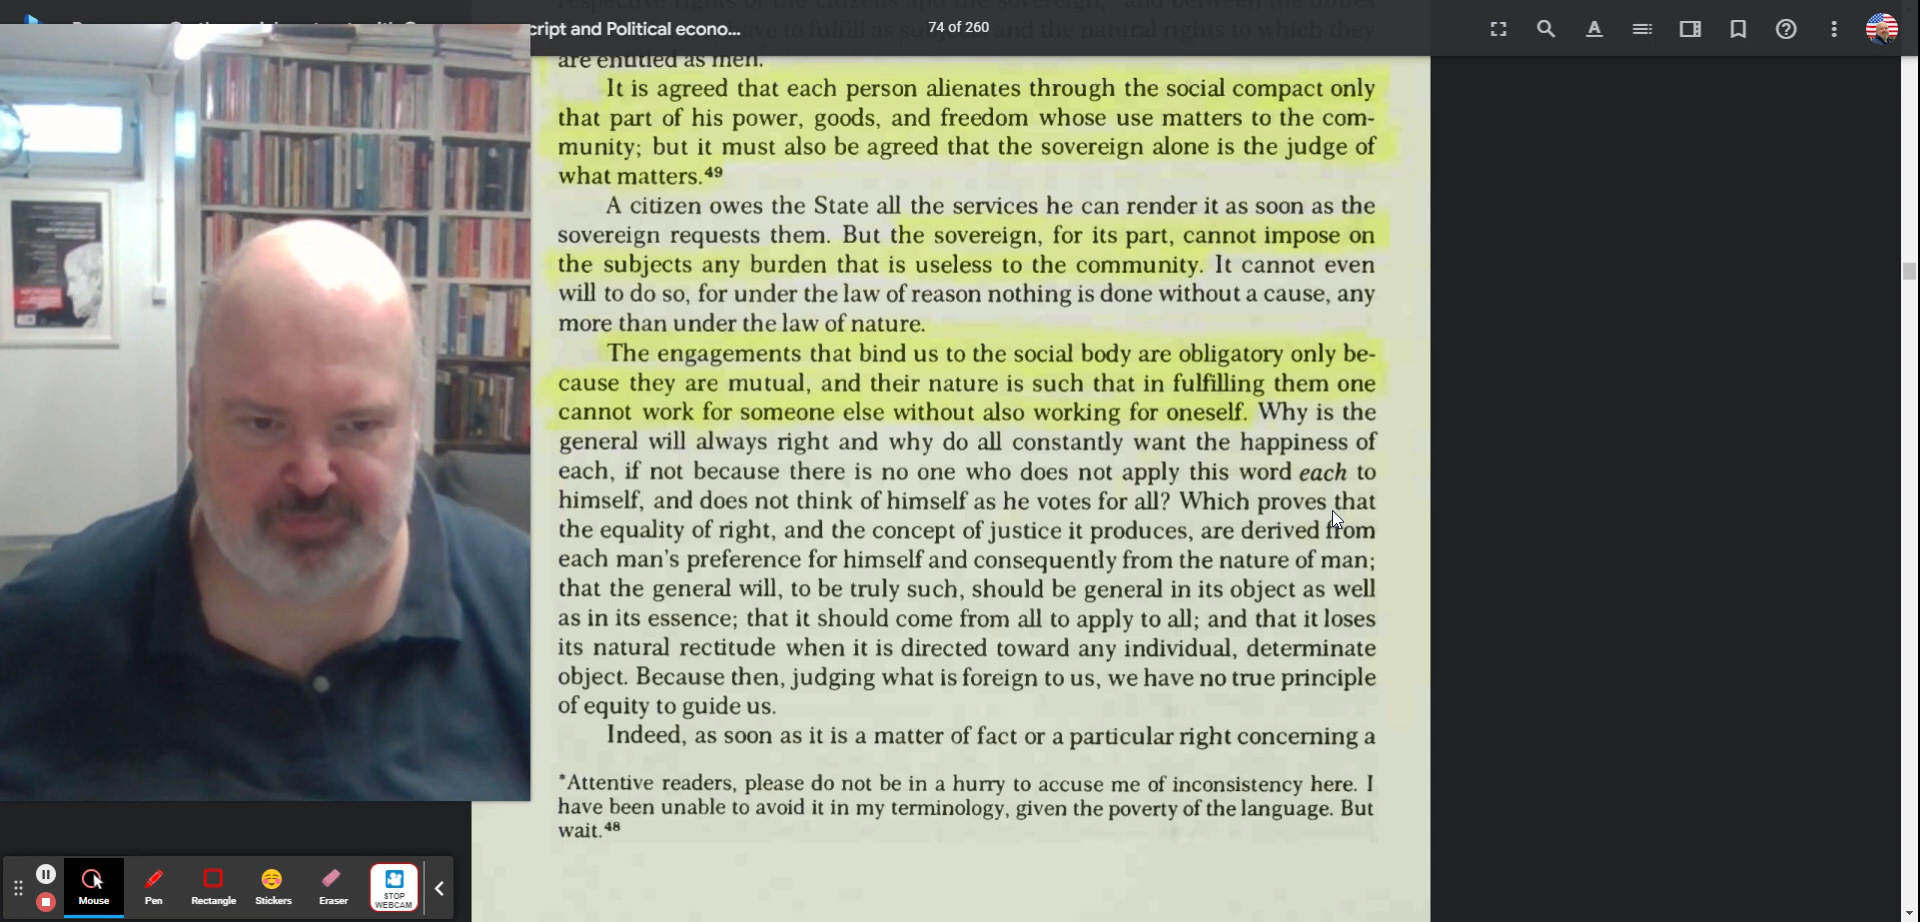 cript and Political econo...
74 of 260
are entitled as men.
It is agreed that each person alienates through the social compact only
that part of his power, goods, and freedom whose use matters to the com-
munity; but it must also be agreed that the sovereign alone is the judge of
what matters.⁴⁹
A citizen owes the State all the services he can render it as soon as the
sovereign requests them. But the sovereign, for its part, cannot impose on
the subjects any burden that is useless to the community. It cannot even
will to do so, for under the law of reason nothing is done without a cause, any
more than under the law of nature.
The engagements that bind us to the social body are obligatory only be-
cause they are mutual, and their nature is such that in fulfilling them one
cannot work for someone else without also working for oneself. Why is the
general will always right and why do all constantly want the happiness of
each, if not because there is no one who does not apply this word each to
himself, and does not think of himself as he votes for all? Which proves that
the equality of right, and the concept of justice it produces, are derived from
each man's preference for himself and consequently from the nature of man;
that the general will, to be truly such, should be general in its object as well
as in its essence; that it should come from all to apply to all; and that it loses
its natural rectitude when it is directed toward any individual, determinate
object. Because then, judging what is foreign to us, we have no true principle
of equity to guide us.
Indeed, as soon as it is a matter of fact or a particular right concerning a
*Attentive readers, please do not be in a hurry to accuse me of inconsistency here. I
have been unable to avoid it in my terminology, given the poverty of the language. But
wait.⁴⁸
Mouse
Pen
Rectangle
Stickers
Eraser
STOP
WEBCAM